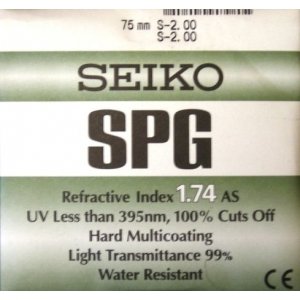 75 mm S-2.00
S-2.00
SEIKO
SPG
Refractive Index 1.74 AS
UV Less than 395nm, 100% Cuts Off
Hard Multicoating
Light Transmittance 99%
Water Resistant
CE